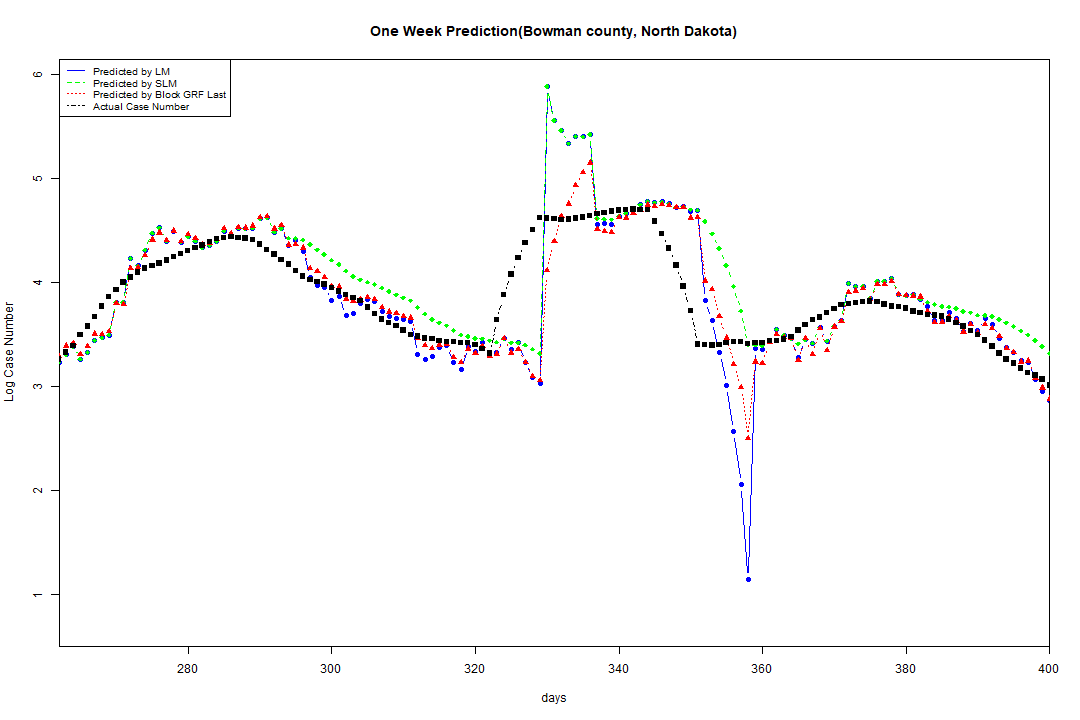 One Week Prediction(Bowman county, North Dakota)
Predicted by LM
Predicted by SLM
Predicted by Block GRF Last
Actual Case Number
6
5
4
3
2
1
Log Case Number
280 300 320 340 360 380 400
days